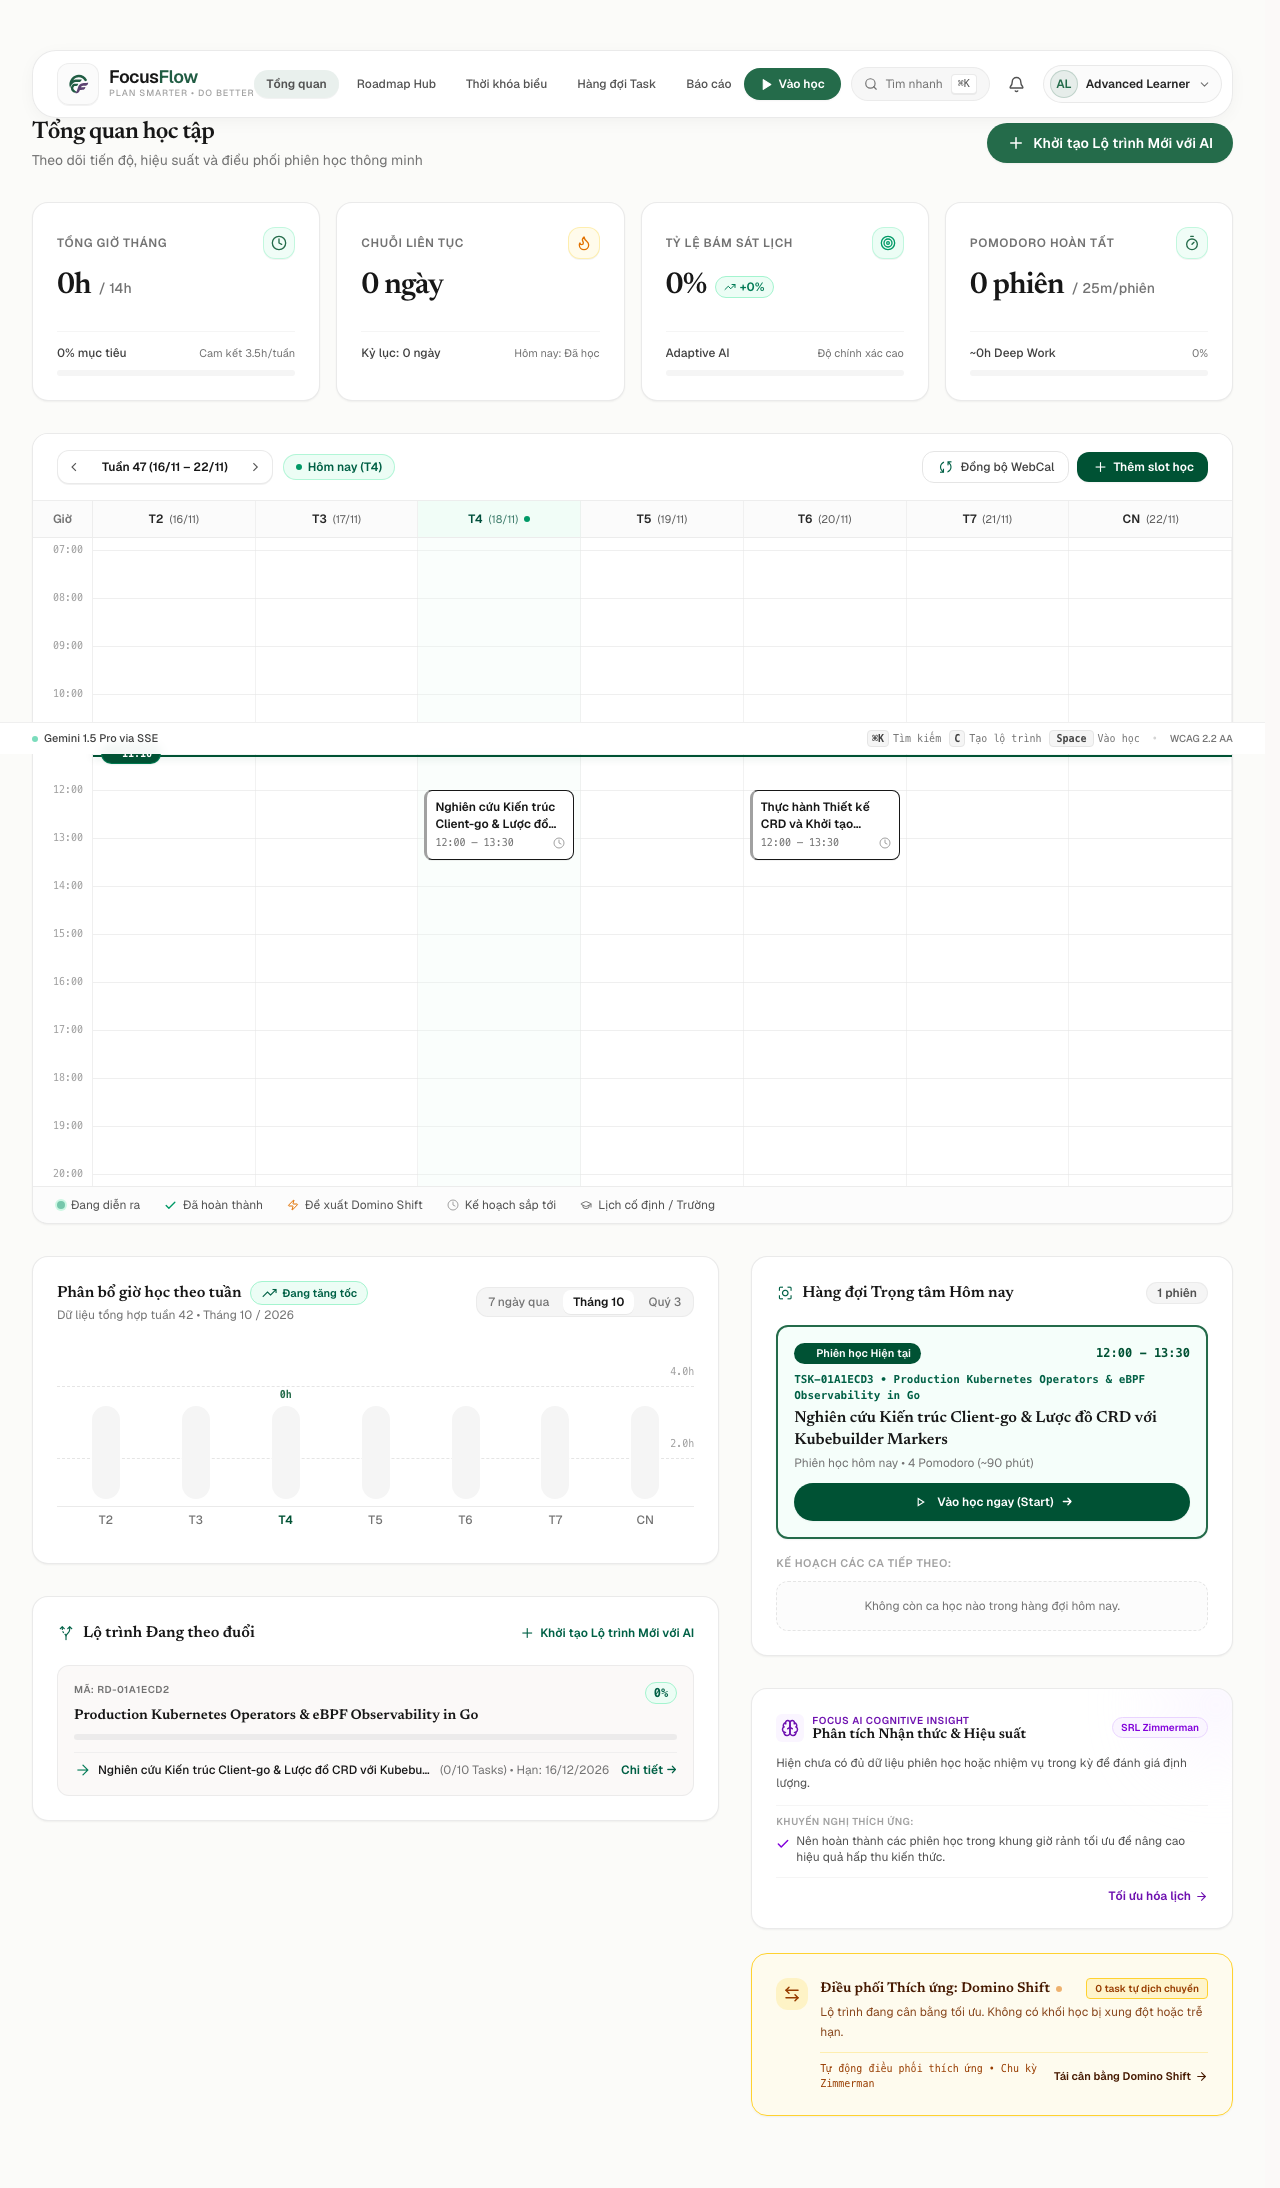 FocusFlow
PLAN SMARTER • DO BETTER
Tổng quan
Roadmap Hub
Thời khóa biểu
Hàng đợi Task
Báo cáo
Vào học
Tìm nhanh ⌘K
AL Advanced Learner
Tổng quan học tập
Theo dõi tiến độ, hiệu suất và điều phối phiên học thông minh
Khởi tạo Lộ trình Mới với AI
TỔNG GIỜ THÁNG
0h / 14h
0% mục tiêu Cam kết 3.5h/tuần
CHUỖI LIÊN TỤC
0 ngày
Kỷ lục: 0 ngày Hôm nay: Đã học
TỶ LỆ BÁM SÁT LỊCH
0% +0%
Adaptive AI Độ chính xác cao
POMODORO HOÀN TẤT
0 phiên / 25m/phiên
~0h Deep Work 0%
Tuần 47 (16/11 – 22/11)
Hôm nay (T4)
Đồng bộ WebCal
Thêm slot học
Giờ T2 (16/11) T3 (17/11) T4 (18/11) T5 (19/11) T6 (20/11) T7 (21/11) CN (22/11)
07:00
08:00
09:00
10:00
Gemini 1.5 Pro via SSE
⌘K Tìm kiếm C Tạo lộ trình Space Vào học • WCAG 2.2 AA
12:00
Nghiên cứu Kiến trúc
Client-go & Lược đồ…
12:00 – 13:30
Thực hành Thiết kế
CRD và Khởi tạo…
12:00 – 13:30
13:00
14:00
15:00
16:00
17:00
18:00
19:00
20:00
Đang diễn ra
Đã hoàn thành
Đề xuất Domino Shift
Kế hoạch sắp tới
Lịch cố định / Trường
Phân bổ giờ học theo tuần
Đang tăng tốc
Dữ liệu tổng hợp tuần 42 • Tháng 10 / 2026
7 ngày qua Tháng 10 Quý 3
4.0h
0h
2.0h
T2 T3 T4 T5 T6 T7 CN
Lộ trình Đang theo đuổi
Khởi tạo Lộ trình Mới với AI
MÃ: RD-01A1ECD2
0%
Production Kubernetes Operators & eBPF Observability in Go
Nghiên cứu Kiến trúc Client-go & Lược đồ CRD với Kubebu… (0/10 Tasks) • Hạn: 16/12/2026 Chi tiết →
Hàng đợi Trọng tâm Hôm nay
1 phiên
Phiên học Hiện tại
12:00 – 13:30
TSK-01A1ECD3 • Production Kubernetes Operators & eBPF
Observability in Go
Nghiên cứu Kiến trúc Client-go & Lược đồ CRD với
Kubebuilder Markers
Phiên học hôm nay • 4 Pomodoro (~90 phút)
Vào học ngay (Start) →
KẾ HOẠCH CÁC CA TIẾP THEO:
Không còn ca học nào trong hàng đợi hôm nay.
FOCUS AI COGNITIVE INSIGHT
Phân tích Nhận thức & Hiệu suất
SRL Zimmerman
Hiện chưa có đủ dữ liệu phiên học hoặc nhiệm vụ trong kỳ để đánh giá định
lượng.
KHUYẾN NGHỊ THÍCH ỨNG:
Nên hoàn thành các phiên học trong khung giờ rảnh tối ưu để nâng cao
hiệu quả hấp thu kiến thức.
Tối ưu hóa lịch →
Điều phối Thích ứng: Domino Shift
0 task tự dịch chuyển
Lộ trình đang cân bằng tối ưu. Không có khối học bị xung đột hoặc trễ
hạn.
Tự động điều phối thích ứng • Chu kỳ
Zimmerman
Tái cân bằng Domino Shift →